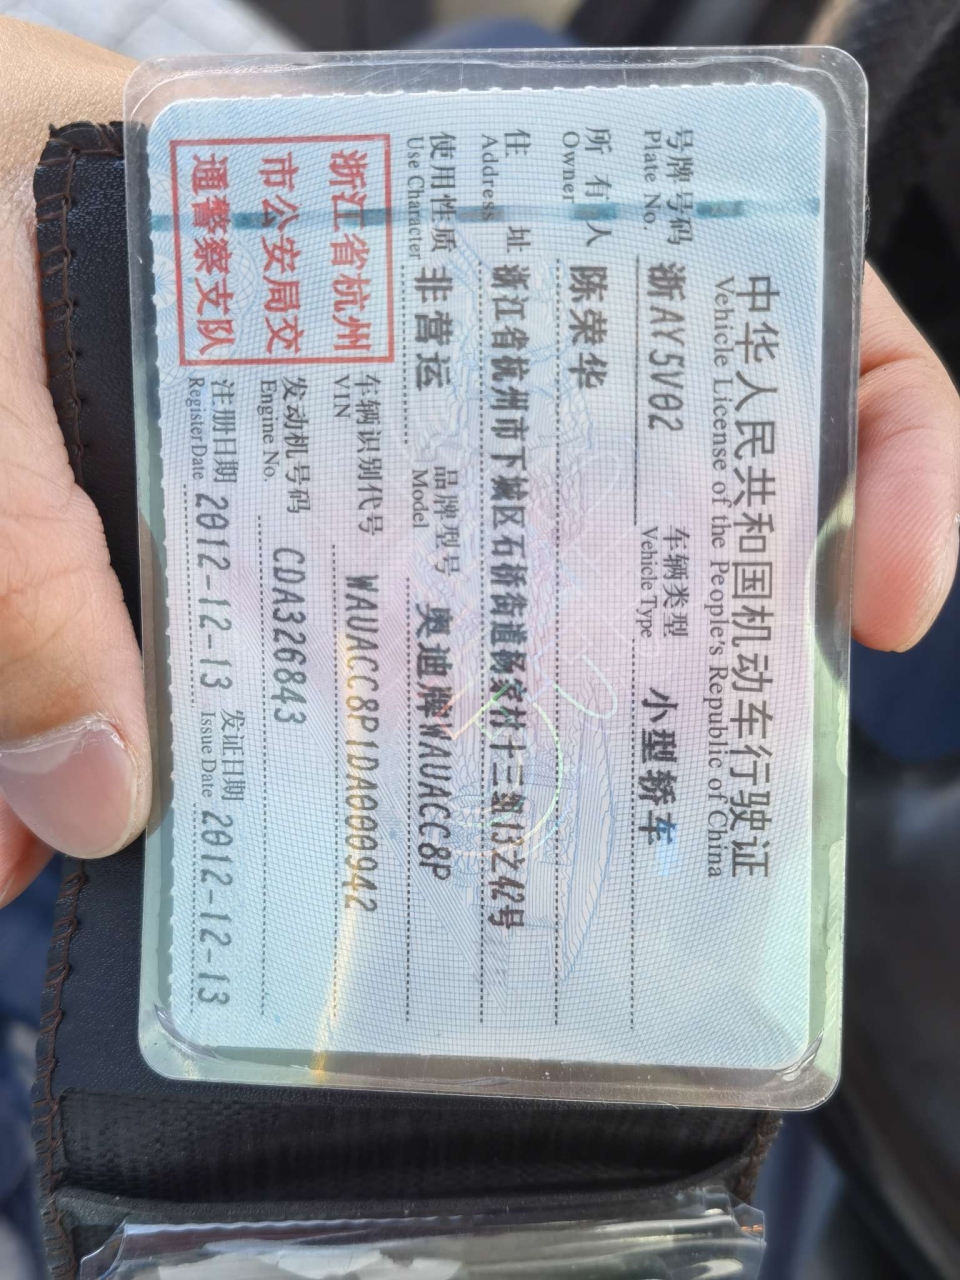 中华人民共和国机动车行驶证
Vehicle License of the People's Republic of China
号牌号码 浙AY5V02 车辆类型 小型轿车
Plate No. Vehicle Type
所有人 陈荣华
Owner
住址 浙江省杭州市下城区石桥街道杨家村十三组13之42号
Address
使用性质 非营运 品牌型号 奥迪牌WAUACC8P
Use Character Model
浙江省杭州
市公安局交
通警察支队
车辆识别代号 WAUACC8P1DA000942
VIN
发动机号码 CDA326843
Engine No.
注册日期 2012-12-13 发证日期 2012-12-13
Register Date Issue Date